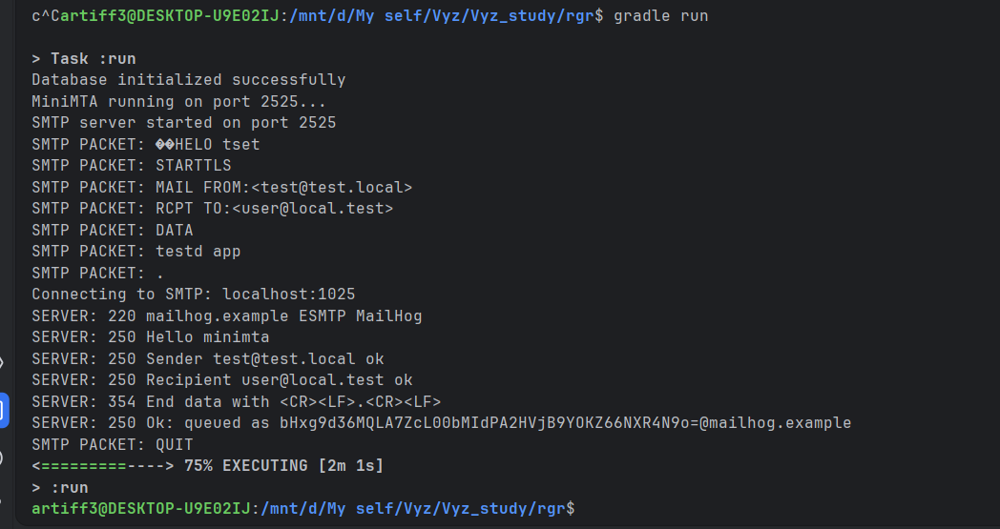 c^Cartiff3@DESKTOP-U9E02IJ:/mnt/d/My self/Vyz/Vyz_study/rgr$ gradle run
> Task :run
Database initialized successfully
MiniMTA running on port 2525...
SMTP server started on port 2525
SMTP PACKET: ��HELO tset
SMTP PACKET: STARTTLS
SMTP PACKET: MAIL FROM:<test@test.local>
SMTP PACKET: RCPT TO:<user@local.test>
SMTP PACKET: DATA
SMTP PACKET: testd app
SMTP PACKET: .
Connecting to SMTP: localhost:1025
SERVER: 220 mailhog.example ESMTP MailHog
SERVER: 250 Hello minimta
SERVER: 250 Sender test@test.local ok
SERVER: 250 Recipient user@local.test ok
SERVER: 354 End data with <CR><LF>.<CR><LF>
SERVER: 250 Ok: queued as bHxg9d36MQLA7ZcL00bMIdPA2HVjB9YOKZ66NXR4N9o=@mailhog.example
SMTP PACKET: QUIT
<=========----> 75% EXECUTING [2m 1s]
> :run
artiff3@DESKTOP-U9E02IJ:/mnt/d/My self/Vyz/Vyz_study/rgr$